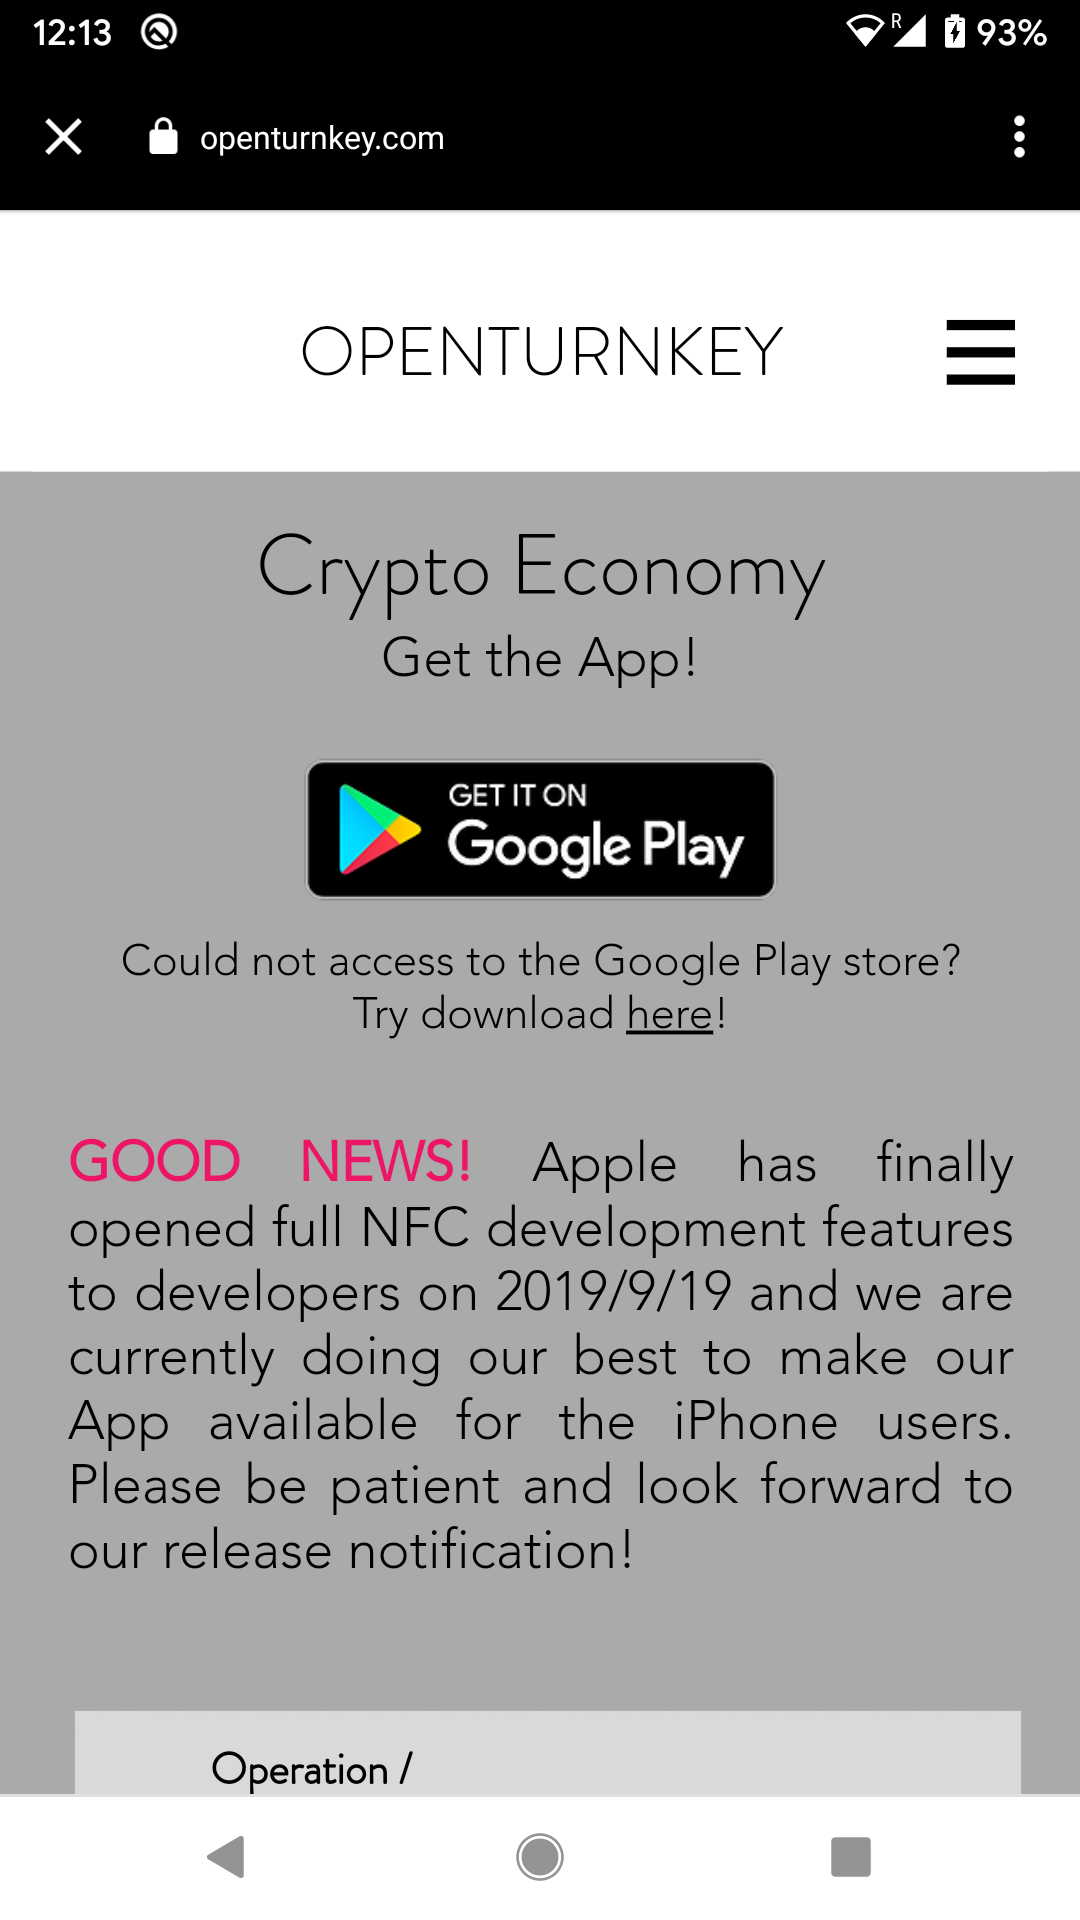 12:13
R
93%
openturnkey.com
OPENTURNKEY
Crypto Economy
Get the App!
GET IT ON
Google Play
Could not access to the Google Play store?
Try download here!
GOOD NEWS! Apple has finally
opened full NFC development features
to developers on 2019/9/19 and we are
currently doing our best to make our
App available for the iPhone users.
Please be patient and look forward to
our release notification!
Operation /